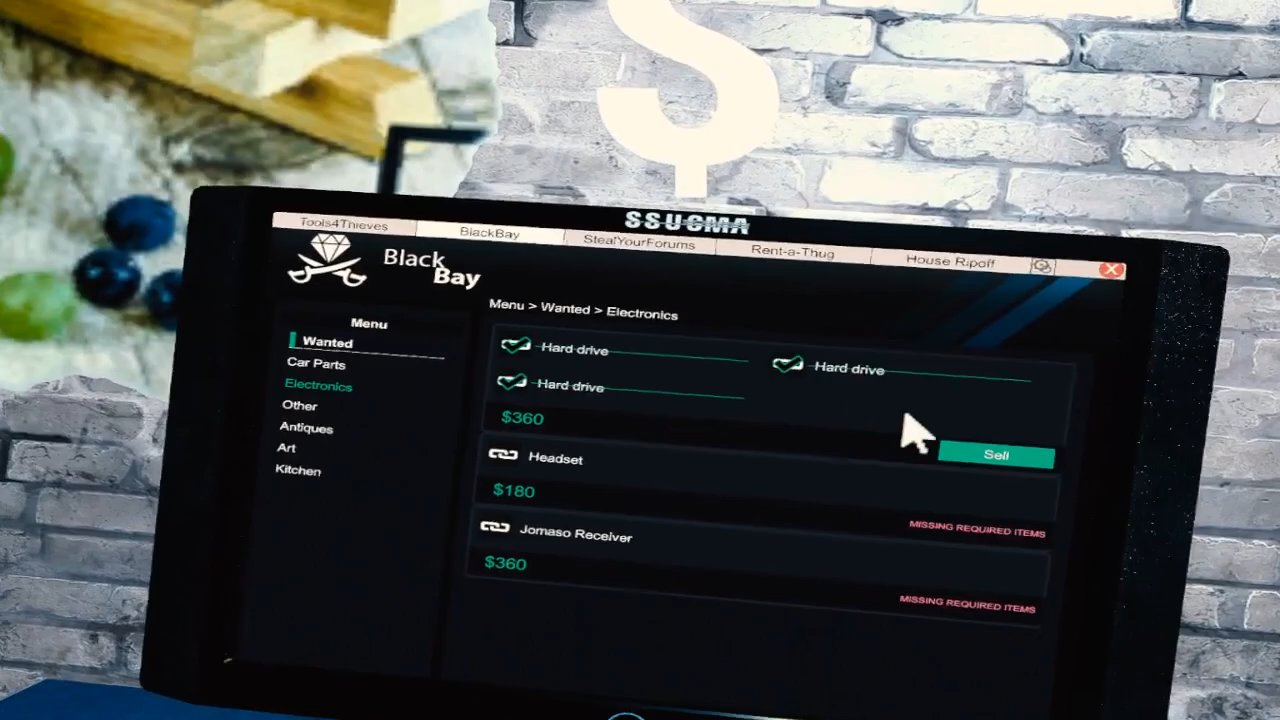 $
SSUGMA
Tools4Thieves
BlackBay
StealYourForums
Rent-a-Thug
House Ripoff
Black
Bay
Menu > Wanted > Electronics
Menu
Wanted
Car Parts
Electronics
Other
Antiques
Art
Kitchen
Hard drive
Hard drive
Hard drive
$360
Sell
Headset
$180
MISSING REQUIRED ITEMS
Jomaso Receiver
$360
MISSING REQUIRED ITEMS